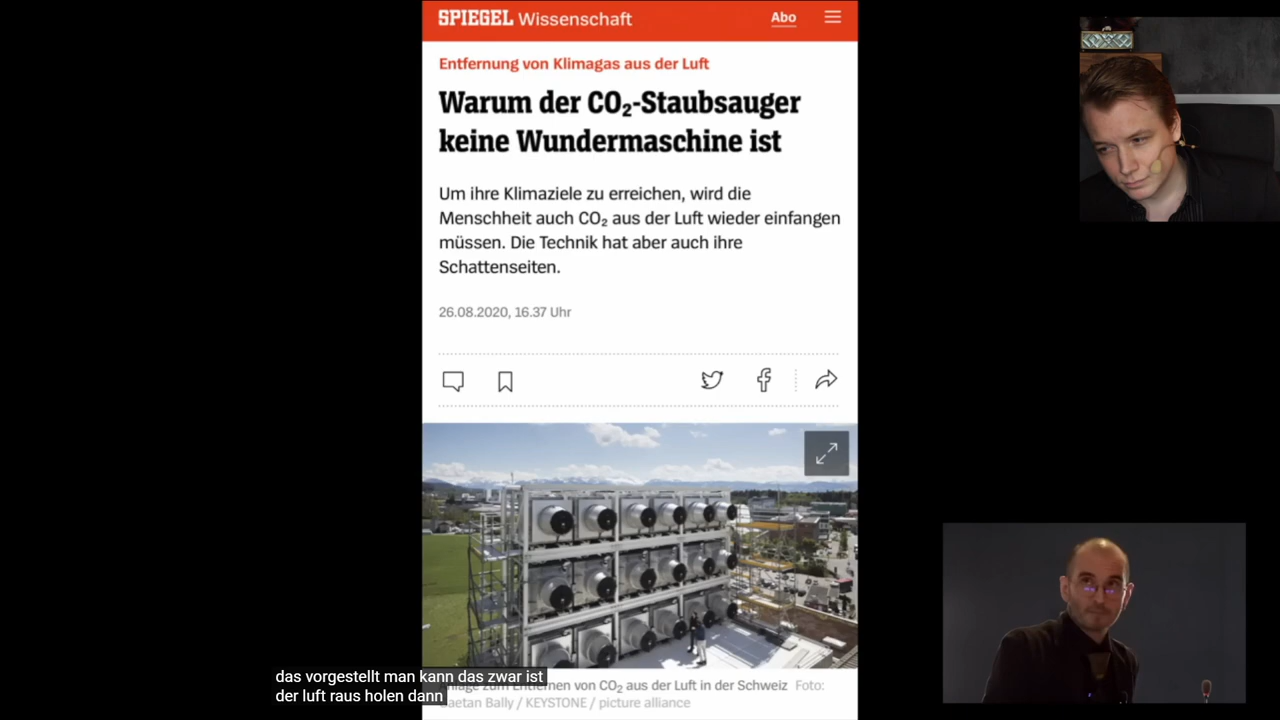 SPIEGEL Wissenschaft
Abo
Entfernung von Klimagas aus der Luft
Warum der CO₂-Staubsauger
keine Wundermaschine ist
Um ihre Klimaziele zu erreichen, wird die
Menschheit auch CO₂ aus der Luft wieder einfangen
müssen. Die Technik hat aber auch ihre
Schattenseiten.
26.08.2020, 16.37 Uhr
das vorgestellt man kann das zwar ist
der luft raus holen dann
zum Entfernen von CO₂ aus der Luft in der Schweiz Foto:
Bally / KEYSTONE / picture alliance